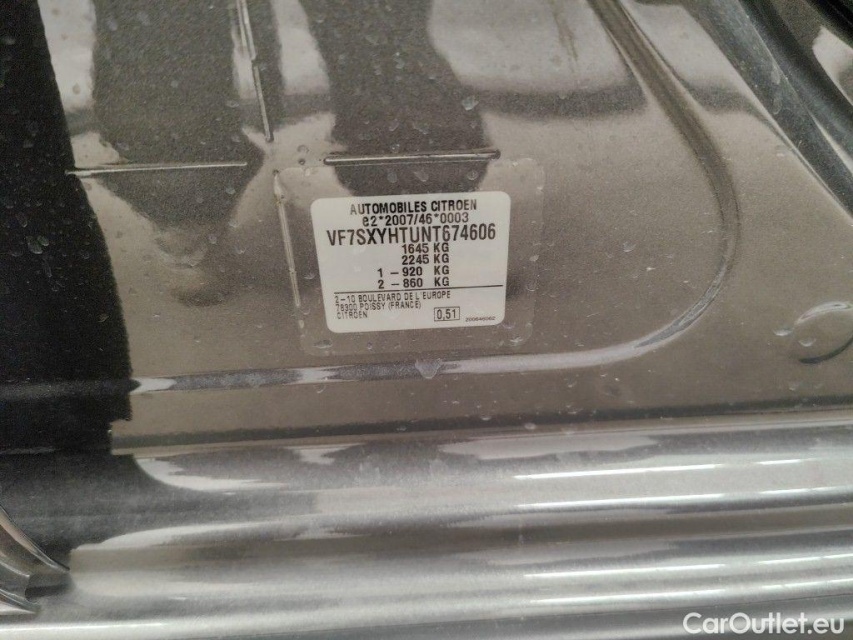 AUTOMOBILES CITROEN
e2*2007/46*0003
VF7SXYHTUNT674606
1645 KG
2245 KG
1 – 920 KG
2 – 860 KG
2–10 BOULEVARD DE L'EUROPE
78300 POISSY (FRANCE)
CITROEN
0,51
CarOutlet.eu